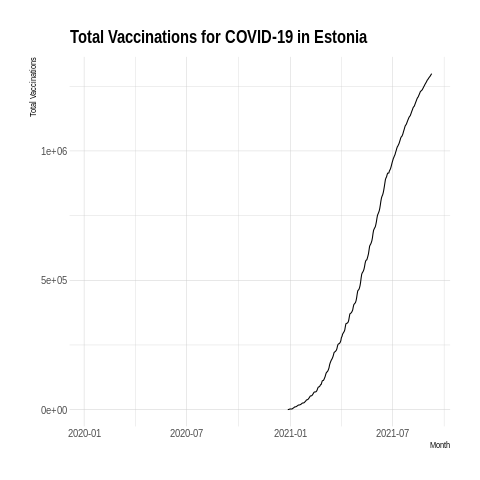 Total Vaccinations for COVID-19 in Estonia
Total Vaccinations
1e+06
5e+05
0e+00
2020-01 2020-07 2021-01 2021-07
Month